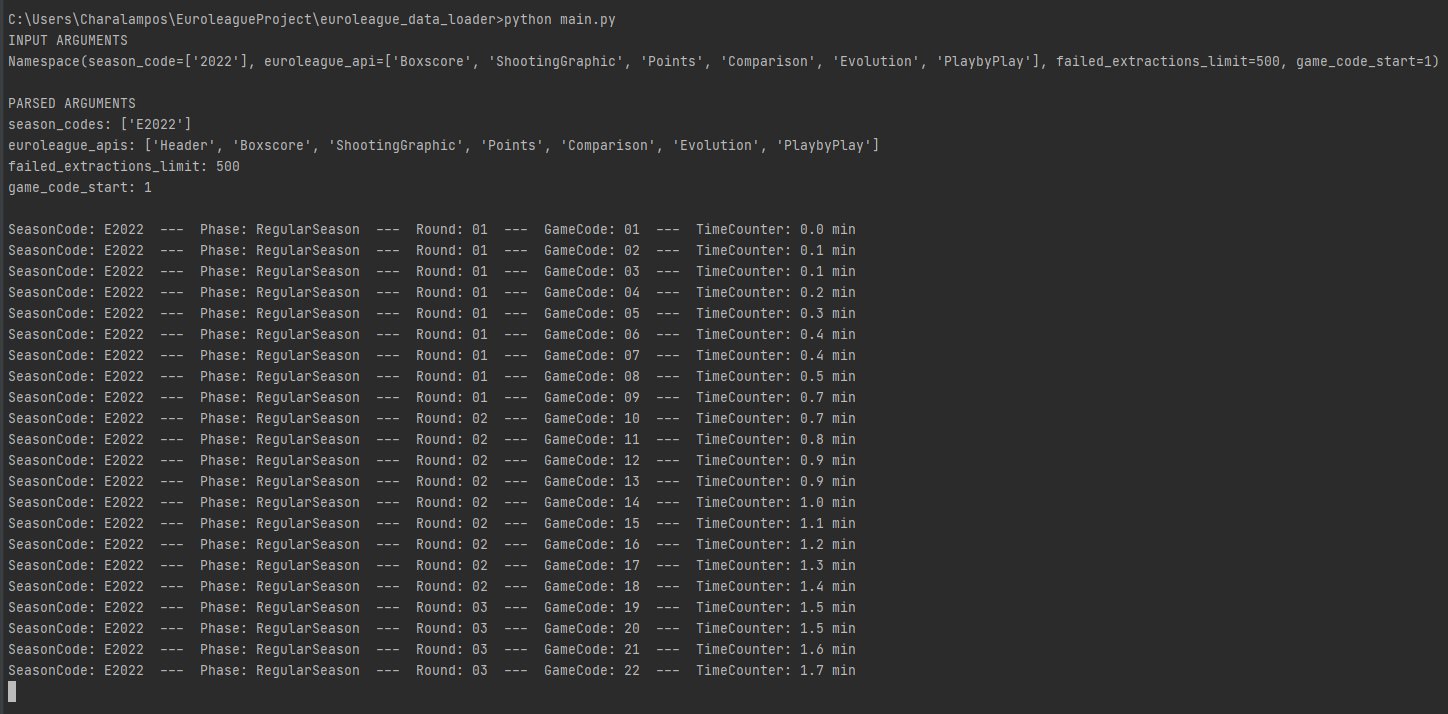 C:\Users\Charalampos\EuroleagueProject\euroleague_data_loader>python main.py
INPUT ARGUMENTS
Namespace(season_code=['2022'], euroleague_api=['Boxscore', 'ShootingGraphic', 'Points', 'Comparison', 'Evolution', 'PlaybyPlay'], failed_extractions_limit=500, game_code_start=1)
PARSED ARGUMENTS
season_codes: ['E2022']
euroleague_apis: ['Header', 'Boxscore', 'ShootingGraphic', 'Points', 'Comparison', 'Evolution', 'PlaybyPlay']
failed_extractions_limit: 500
game_code_start: 1
SeasonCode: E2022  ---  Phase: RegularSeason  ---  Round: 01  ---  GameCode: 01  ---  TimeCounter: 0.0 min
SeasonCode: E2022  ---  Phase: RegularSeason  ---  Round: 01  ---  GameCode: 02  ---  TimeCounter: 0.1 min
SeasonCode: E2022  ---  Phase: RegularSeason  ---  Round: 01  ---  GameCode: 03  ---  TimeCounter: 0.1 min
SeasonCode: E2022  ---  Phase: RegularSeason  ---  Round: 01  ---  GameCode: 04  ---  TimeCounter: 0.2 min
SeasonCode: E2022  ---  Phase: RegularSeason  ---  Round: 01  ---  GameCode: 05  ---  TimeCounter: 0.3 min
SeasonCode: E2022  ---  Phase: RegularSeason  ---  Round: 01  ---  GameCode: 06  ---  TimeCounter: 0.4 min
SeasonCode: E2022  ---  Phase: RegularSeason  ---  Round: 01  ---  GameCode: 07  ---  TimeCounter: 0.4 min
SeasonCode: E2022  ---  Phase: RegularSeason  ---  Round: 01  ---  GameCode: 08  ---  TimeCounter: 0.5 min
SeasonCode: E2022  ---  Phase: RegularSeason  ---  Round: 01  ---  GameCode: 09  ---  TimeCounter: 0.7 min
SeasonCode: E2022  ---  Phase: RegularSeason  ---  Round: 02  ---  GameCode: 10  ---  TimeCounter: 0.7 min
SeasonCode: E2022  ---  Phase: RegularSeason  ---  Round: 02  ---  GameCode: 11  ---  TimeCounter: 0.8 min
SeasonCode: E2022  ---  Phase: RegularSeason  ---  Round: 02  ---  GameCode: 12  ---  TimeCounter: 0.9 min
SeasonCode: E2022  ---  Phase: RegularSeason  ---  Round: 02  ---  GameCode: 13  ---  TimeCounter: 0.9 min
SeasonCode: E2022  ---  Phase: RegularSeason  ---  Round: 02  ---  GameCode: 14  ---  TimeCounter: 1.0 min
SeasonCode: E2022  ---  Phase: RegularSeason  ---  Round: 02  ---  GameCode: 15  ---  TimeCounter: 1.1 min
SeasonCode: E2022  ---  Phase: RegularSeason  ---  Round: 02  ---  GameCode: 16  ---  TimeCounter: 1.2 min
SeasonCode: E2022  ---  Phase: RegularSeason  ---  Round: 02  ---  GameCode: 17  ---  TimeCounter: 1.3 min
SeasonCode: E2022  ---  Phase: RegularSeason  ---  Round: 02  ---  GameCode: 18  ---  TimeCounter: 1.4 min
SeasonCode: E2022  ---  Phase: RegularSeason  ---  Round: 03  ---  GameCode: 19  ---  TimeCounter: 1.5 min
SeasonCode: E2022  ---  Phase: RegularSeason  ---  Round: 03  ---  GameCode: 20  ---  TimeCounter: 1.5 min
SeasonCode: E2022  ---  Phase: RegularSeason  ---  Round: 03  ---  GameCode: 21  ---  TimeCounter: 1.6 min
SeasonCode: E2022  ---  Phase: RegularSeason  ---  Round: 03  ---  GameCode: 22  ---  TimeCounter: 1.7 min